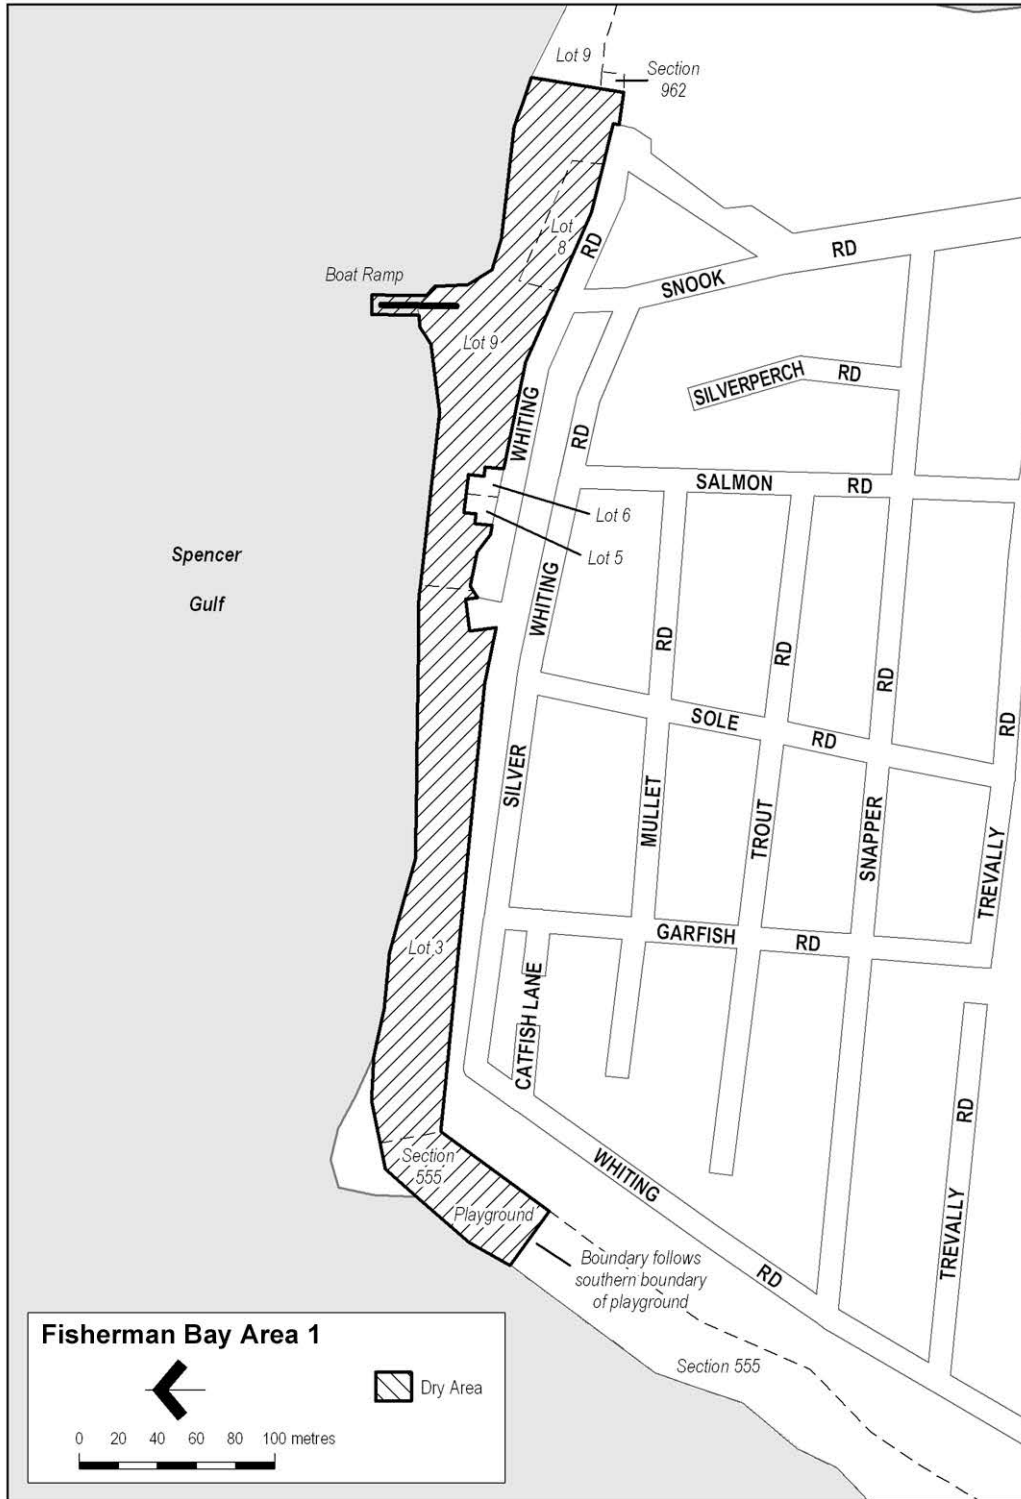 Lot 9
Section
962
Lot
8
RD
RD
SNOOK
Boat Ramp
Lot 9
SILVERPERCH
RD
WHITING
RD
SALMON
RD
Lot 6
Lot 5
Spencer
Gulf
WHITING
RD
RD
RD
RD
SOLE
RD
SILVER
MULLET
TROUT
SNAPPER
TREVALLY
GARFISH
RD
Lot 3
CATFISH LANE
RD
Section
555
WHITING
Playground
TREVALLY
Boundary follows
southern boundary
of playground
RD
Section 555
Fisherman Bay Area 1
Dry Area
0 20 40 60 80 100 metres